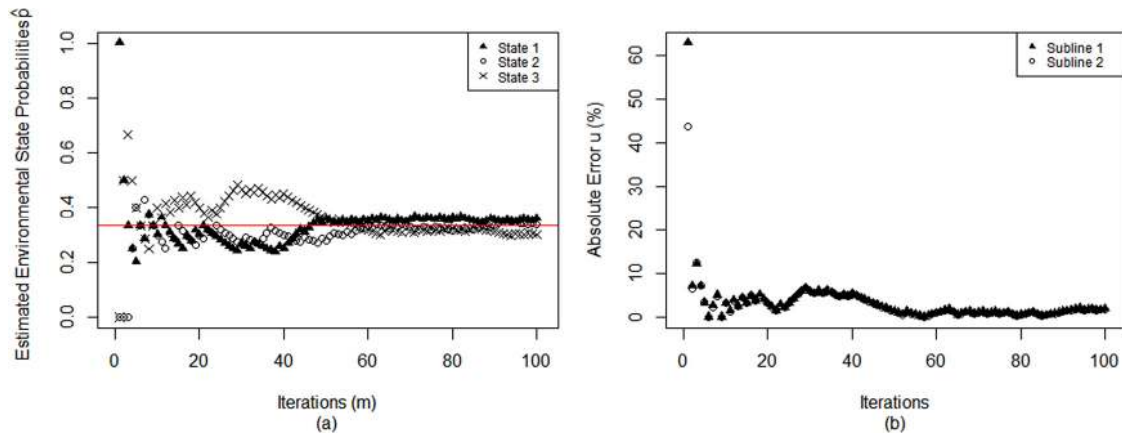 Estimated Environmental State Probabilities p̂
1.0
0.8
0.6
0.4
0.2
0.0
State 1
State 2
State 3
0 20 40 60 80 100
Iterations (m)
(a)
Absolute Error u (%)
60
50
40
30
20
10
0
Subline 1
Subline 2
0 20 40 60 80 100
Iterations
(b)